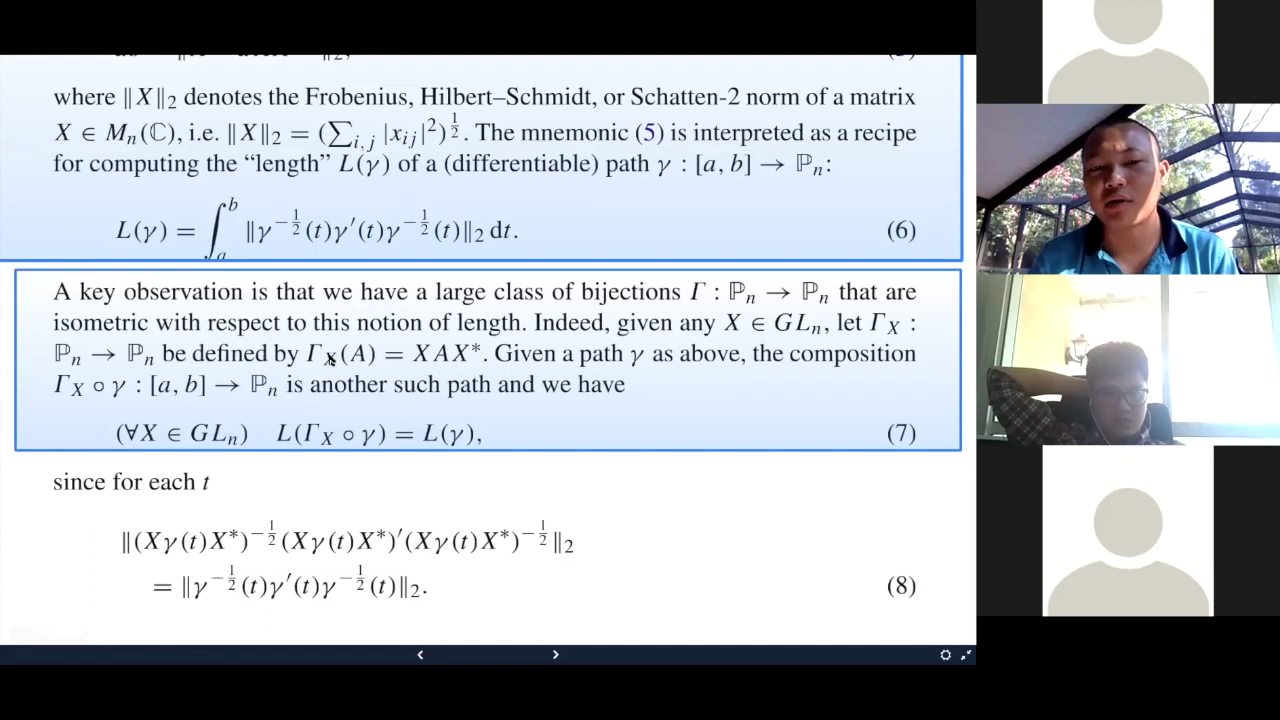 where ‖X‖₂ denotes the Frobenius, Hilbert–Schmidt, or Schatten-2 norm of a matrix
X ∈ Mₙ(ℂ), i.e. ‖X‖₂ = (∑ᵢ,ⱼ |xᵢⱼ|²)^{1/2}. The mnemonic (5) is interpreted as a recipe
for computing the “length” L(γ) of a (differentiable) path γ : [a, b] → ℙₙ:
L(γ) = ∫ₐᵇ ‖γ^{−1/2}(t)γ′(t)γ^{−1/2}(t)‖₂ dt. (6)
A key observation is that we have a large class of bijections Γ : ℙₙ → ℙₙ that are
isometric with respect to this notion of length. Indeed, given any X ∈ GLₙ, let Γ_X :
ℙₙ → ℙₙ be defined by Γ_X(A) = XAX*. Given a path γ as above, the composition
Γ_X ∘ γ : [a, b] → ℙₙ is another such path and we have
(∀X ∈ GLₙ) L(Γ_X ∘ γ) = L(γ), (7)
since for each t
‖(Xγ(t)X*)^{−1/2}(Xγ(t)X*)′(Xγ(t)X*)^{−1/2}‖₂
= ‖γ^{−1/2}(t)γ′(t)γ^{−1/2}(t)‖₂. (8)